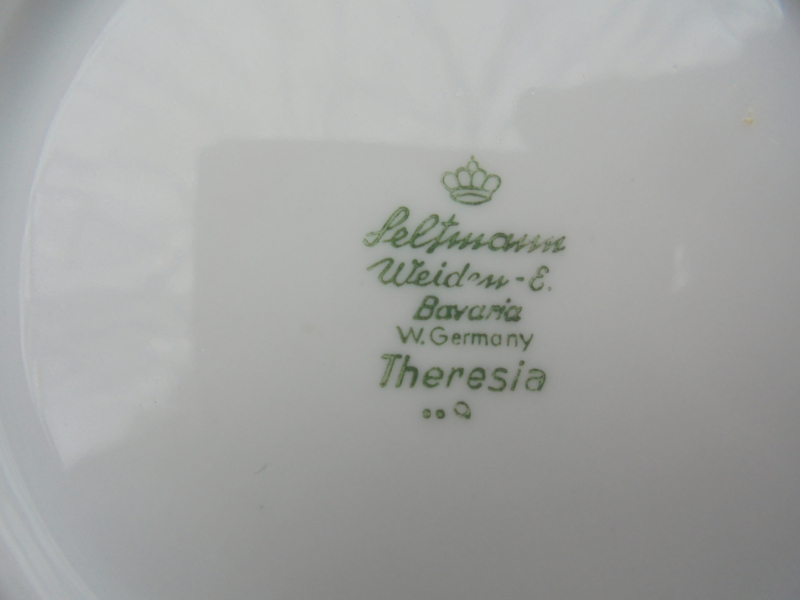 Seltmann
Weiden-E.
Bavaria
W. Germany
Theresia